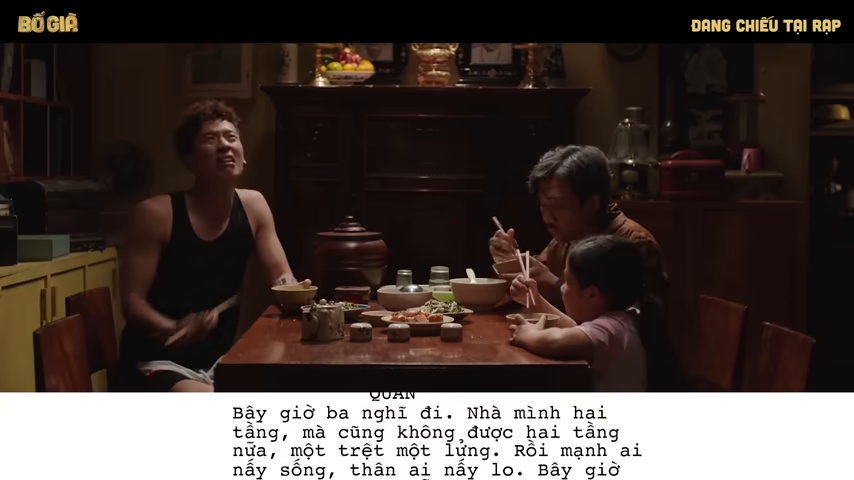 BỐ GIÀ
ĐANG CHIẾU TẠI RẠP
QUẮN
Bây giờ ba nghĩ đi. Nhà mình hai
tầng, mà cũng không được hai tầng
nữa, một trệt một lửng. Rồi mạnh ai
nấy sống, thân ai nấy lo. Bây giờ